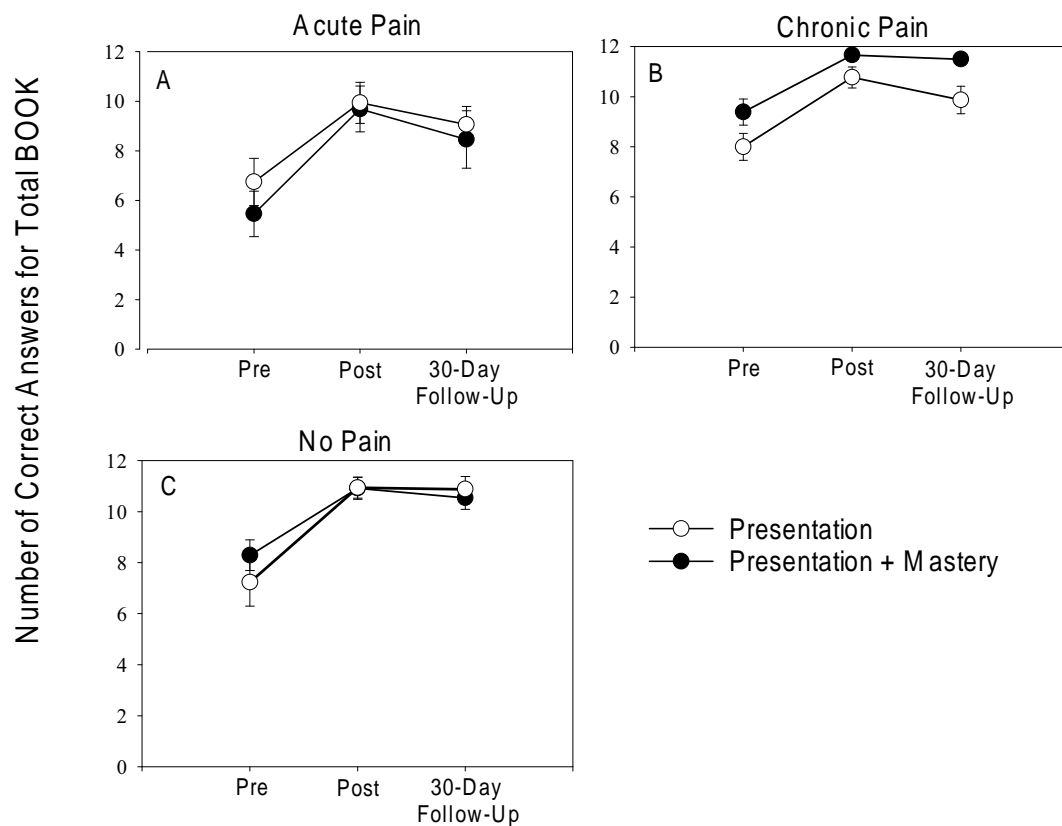 Number of Correct Answers for Total BOOK
Acute Pain
A
12
10
8
6
4
2
0
Pre
Post
30-Day
Follow-Up
Chronic Pain
B
12
10
8
6
4
2
0
Pre
Post
30-Day
Follow-Up
No Pain
C
12
10
8
6
4
2
0
Pre
Post
30-Day
Follow-Up
Presentation
Presentation + Mastery